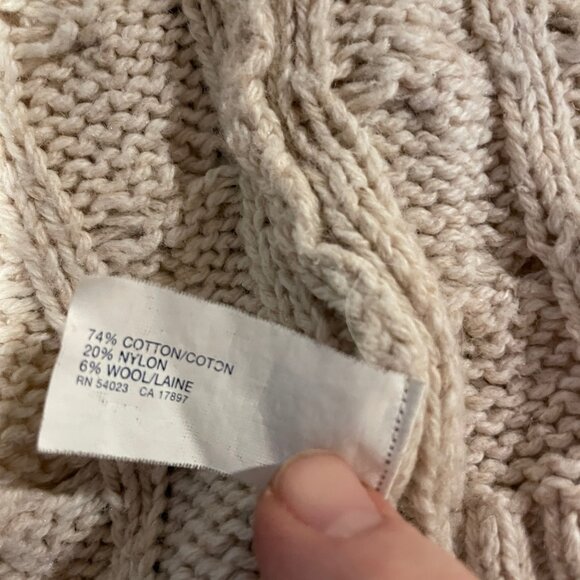 74% COTTON/COTON
20% NYLON
6% WOOL/LAINE
RN 54023 CA 17897